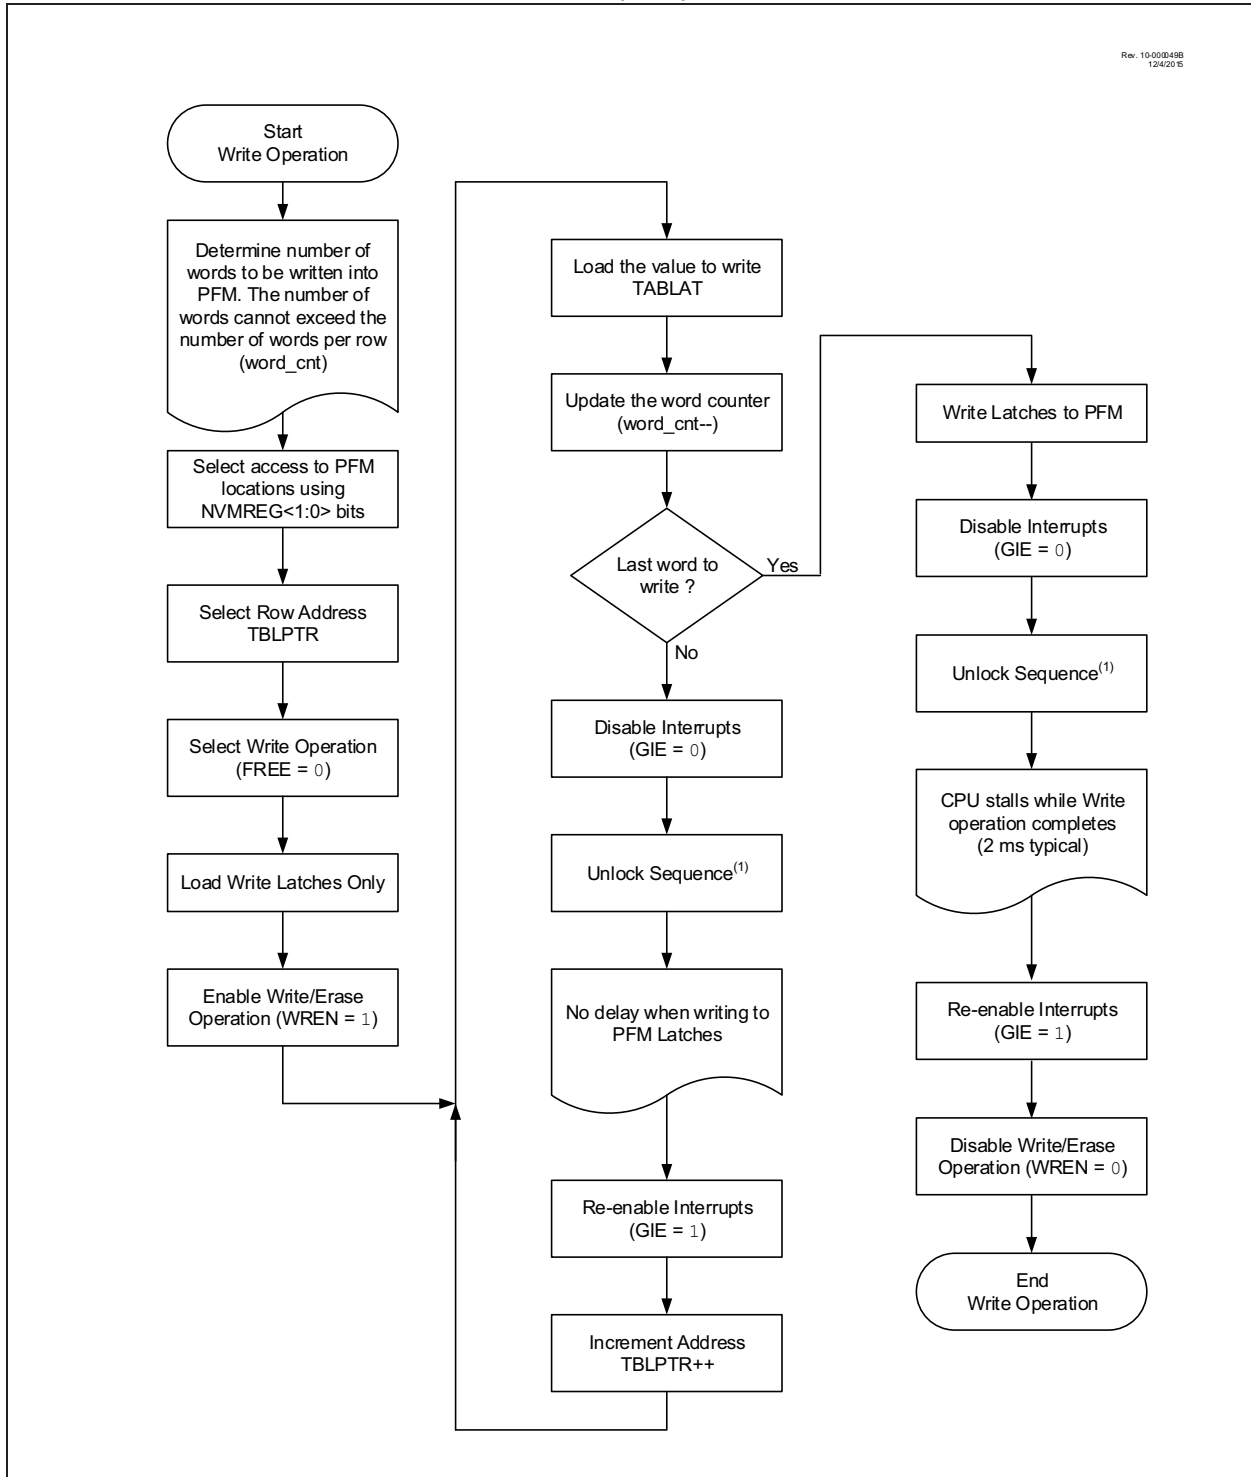 Rev. 10-000049B
12/4/2015
Start
Write Operation
Determine number of
words to be written into
PFM. The number of
words cannot exceed the
number of words per row
(word_cnt)
Select access to PFM
locations using
NVMREG<1:0> bits
Select Row Address
TBLPTR
Select Write Operation
(FREE = 0)
Load Write Latches Only
Enable Write/Erase
Operation (WREN = 1)
Load the value to write
TABLAT
Update the word counter
(word_cnt--)
Last word to
write ?
Yes
No
Disable Interrupts
(GIE = 0)
Unlock Sequence(1)
No delay when writing to
PFM Latches
Re-enable Interrupts
(GIE = 1)
Increment Address
TBLPTR++
Write Latches to PFM
Disable Interrupts
(GIE = 0)
Unlock Sequence(1)
CPU stalls while Write
operation completes
(2 ms typical)
Re-enable Interrupts
(GIE = 1)
Disable Write/Erase
Operation (WREN = 0)
End
Write Operation